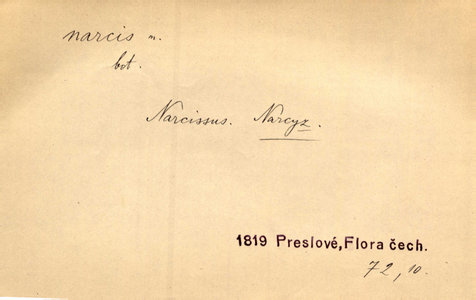 narcis m.
bot.
Narcissus. Narcyz.
1819 Preslové, Flora čech.
72, 10.